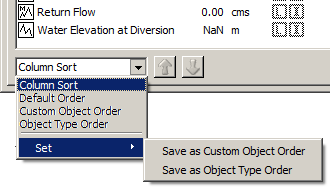 Return Flow 0.00 cms L X
Water Elevation at Diversion NaN m L X
Column Sort
Column Sort
Default Order
Custom Object Order
Object Type Order
Set
Save as Custom Object Order
Save as Object Type Order